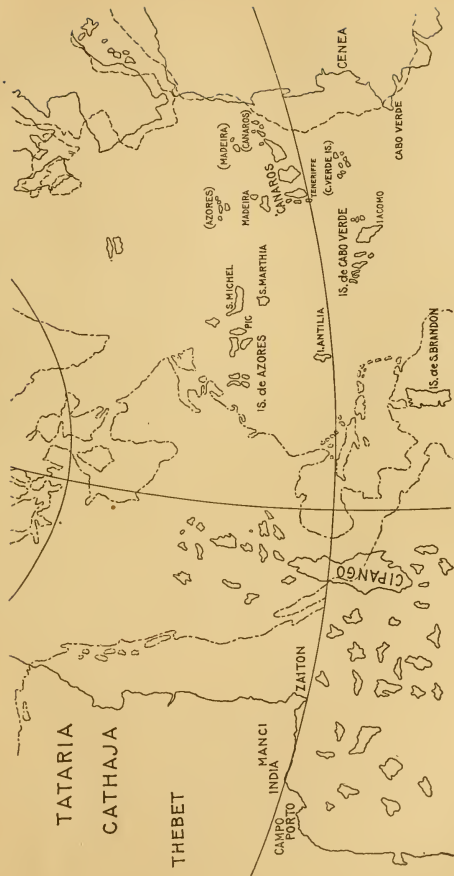 TATARIA
CATHAJA
THEBET
(AZORES)
(MADEIRA)
S.MICHEL
(CANAROS)
MADEIRA
PIC
IS. de AZORES
S.MARTHIA
MANCI
INDIA
CANAROS
CAMPO
PORTO
ZAITON
TENERIFFE
I.ANTILIA
(C.VERDE IS.)
CENEA
IS. de CABO VERDE
CIPANGO
IACOMO
CABO VERDE
IS. de S.BRANDON